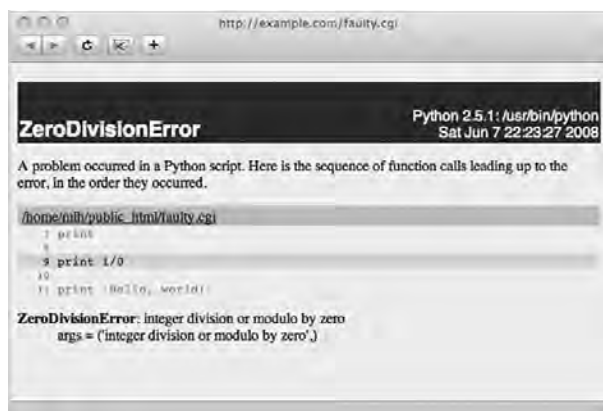 http://example.com/faulty.cgi
ZeroDivisionError
Python 2.5.1: /usr/bin/python
Sat Jun 7 22:23:27 2008
A problem occurred in a Python script. Here is the sequence of function calls leading up to the
error, in the order they occurred.
/home/mlh/public_html/faulty.cgi
7 print
8
9 print 1/0
10
11 print 'Hello, world!'
ZeroDivisionError: integer division or modulo by zero
args = ('integer division or modulo by zero',)